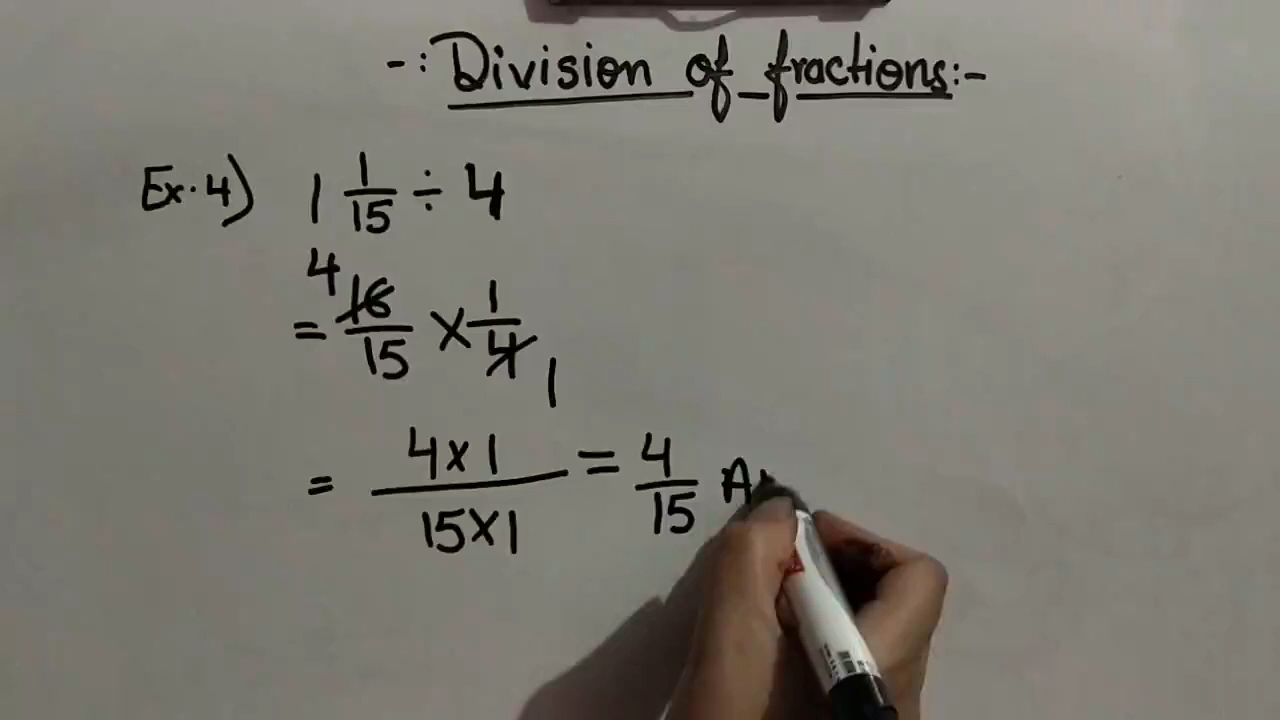 -: Division of fractions:-
Ex.4) 1 1/15 ÷ 4
= 4 16/15 × 1/4 1
= 4×1/15×1 = 4/15 A